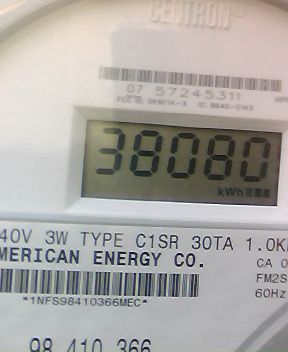 CENTRON®
07 57245311
38080
kWh
40V 3W TYPE C1SR 30TA 1.0K
MERICAN ENERGY CO.
CA 0
FM2S
60Hz
*1NFS98410366MEC*
98 410 366